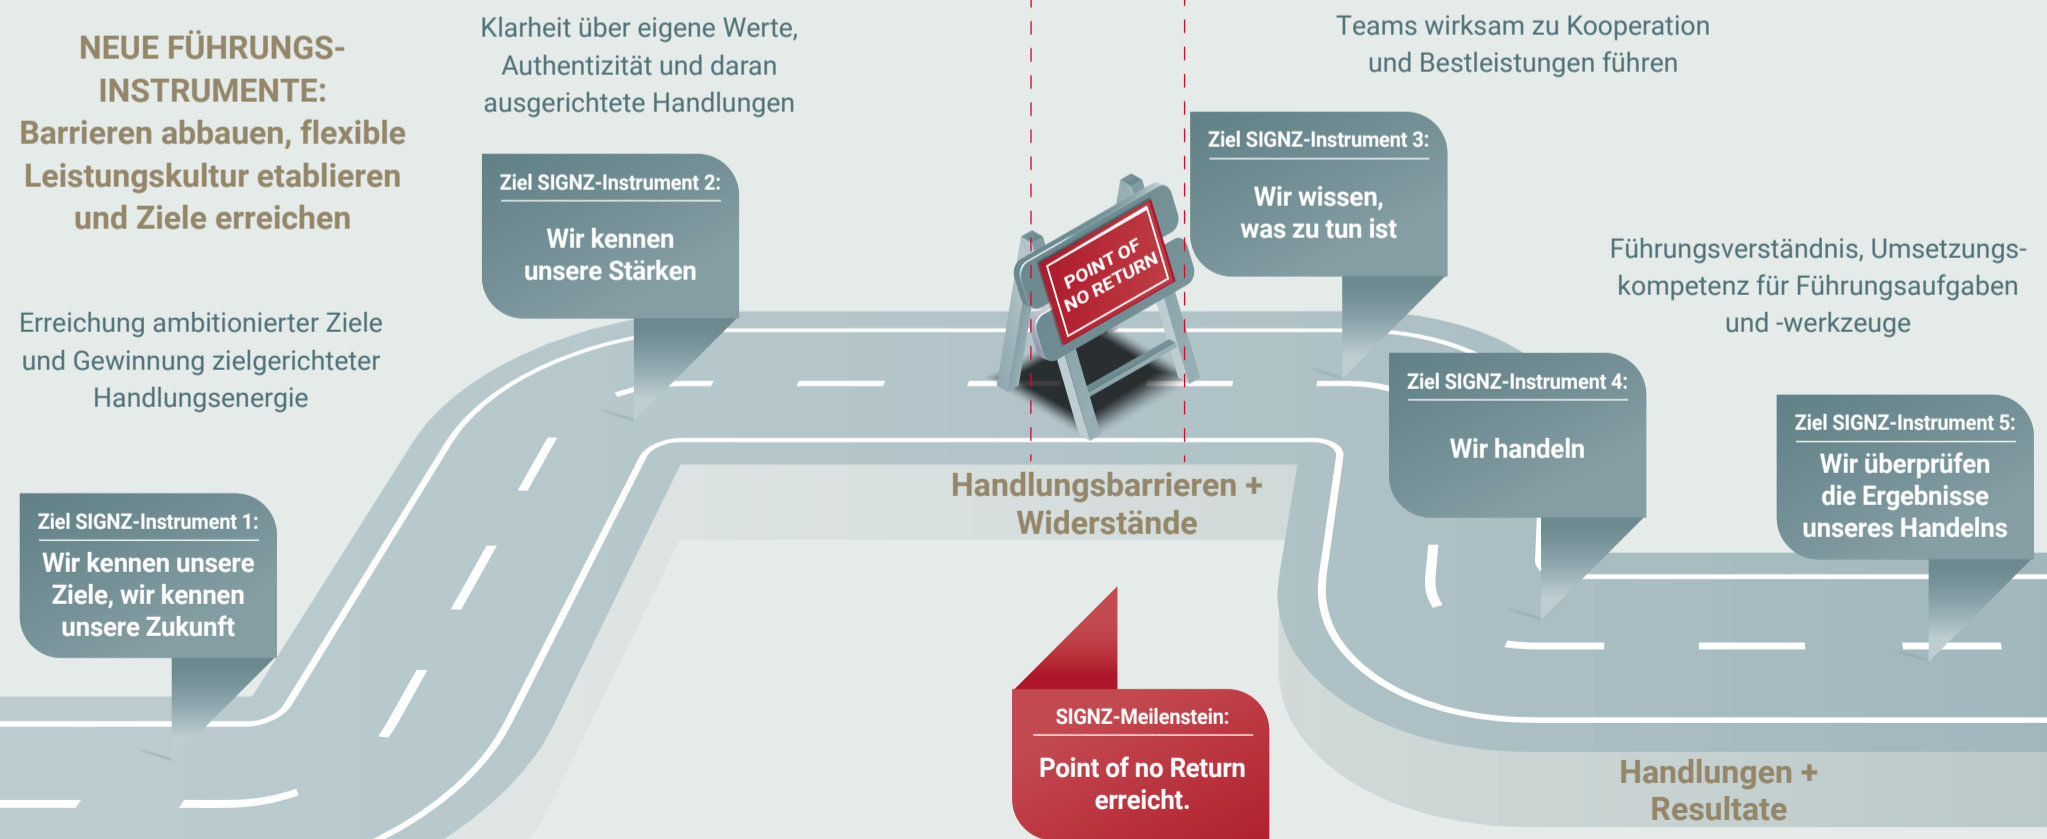 NEUE FÜHRUNGS-
INSTRUMENTE:
Barrieren abbauen, flexible
Leistungskultur etablieren
und Ziele erreichen
Erreichung ambitionierter Ziele
und Gewinnung zielgerichteter
Handlungsenergie
Ziel SIGNZ-Instrument 1:
Wir kennen unsere
Ziele, wir kennen
unsere Zukunft
Klarheit über eigene Werte,
Authentizität und daran
ausgerichtete Handlungen
Ziel SIGNZ-Instrument 2:
Wir kennen
unsere Stärken
POINT OF
NO RETURN
Handlungsbarrieren +
Widerstände
SIGNZ-Meilenstein:
Point of no Return
erreicht.
Teams wirksam zu Kooperation
und Bestleistungen führen
Ziel SIGNZ-Instrument 3:
Wir wissen,
was zu tun ist
Führungsverständnis, Umsetzungs-
kompetenz für Führungsaufgaben
und -werkzeuge
Ziel SIGNZ-Instrument 4:
Wir handeln
Ziel SIGNZ-Instrument 5:
Wir überprüfen
die Ergebnisse
unseres Handelns
Handlungen +
Resultate